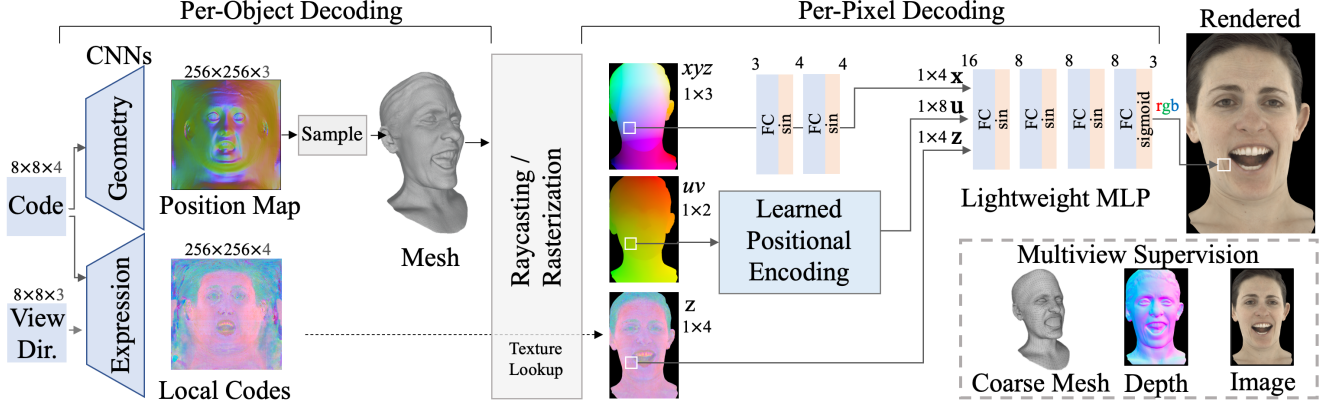 Per-Object Decoding
Per-Pixel Decoding
Rendered
CNNs
256×256×3
Geometry
Position Map
Sample
Mesh
8×8×4
Code
8×8×3
View
Dir.
Expression
256×256×4
Local Codes
Raycasting /
Rasterization
Texture
Lookup
xyz
1×3
uv
1×2
z
1×4
3
4
4
FC
sin
FC
sin
Learned
Positional
Encoding
1×4 x
1×8 u
1×4 z
16
8
8
8
3
FC
sin
FC
sin
FC
sin
FC
sigmoid
rgb
Lightweight MLP
Multiview Supervision
Coarse Mesh
Depth
Image